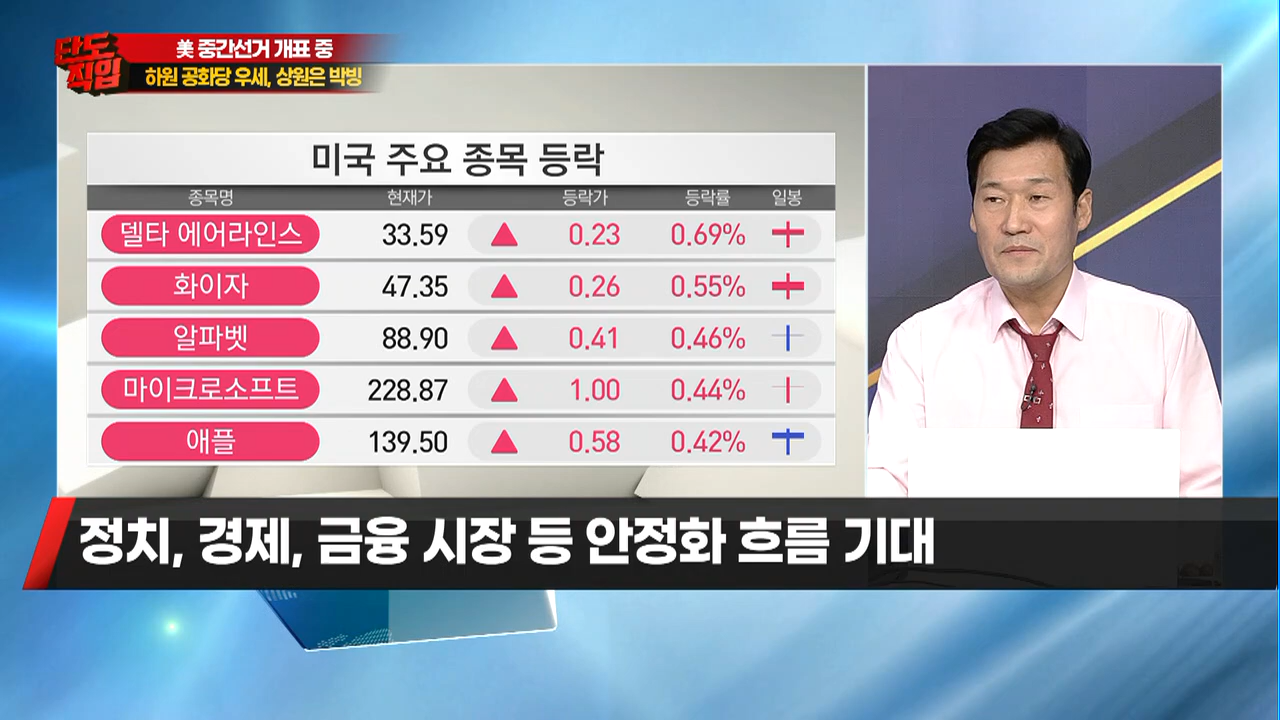 단도
직입
美 중간선거 개표 중
하원 공화당 우세, 상원은 박빙
미국 주요 종목 등락
종목명 현재가 등락가 등락률 일봉
델타 에어라인스 33.59 ▲ 0.23 0.69%
화이자 47.35 ▲ 0.26 0.55%
알파벳 88.90 ▲ 0.41 0.46%
마이크로소프트 228.87 ▲ 1.00 0.44%
애플 139.50 ▲ 0.58 0.42%
정치, 경제, 금융 시장 등 안정화 흐름 기대